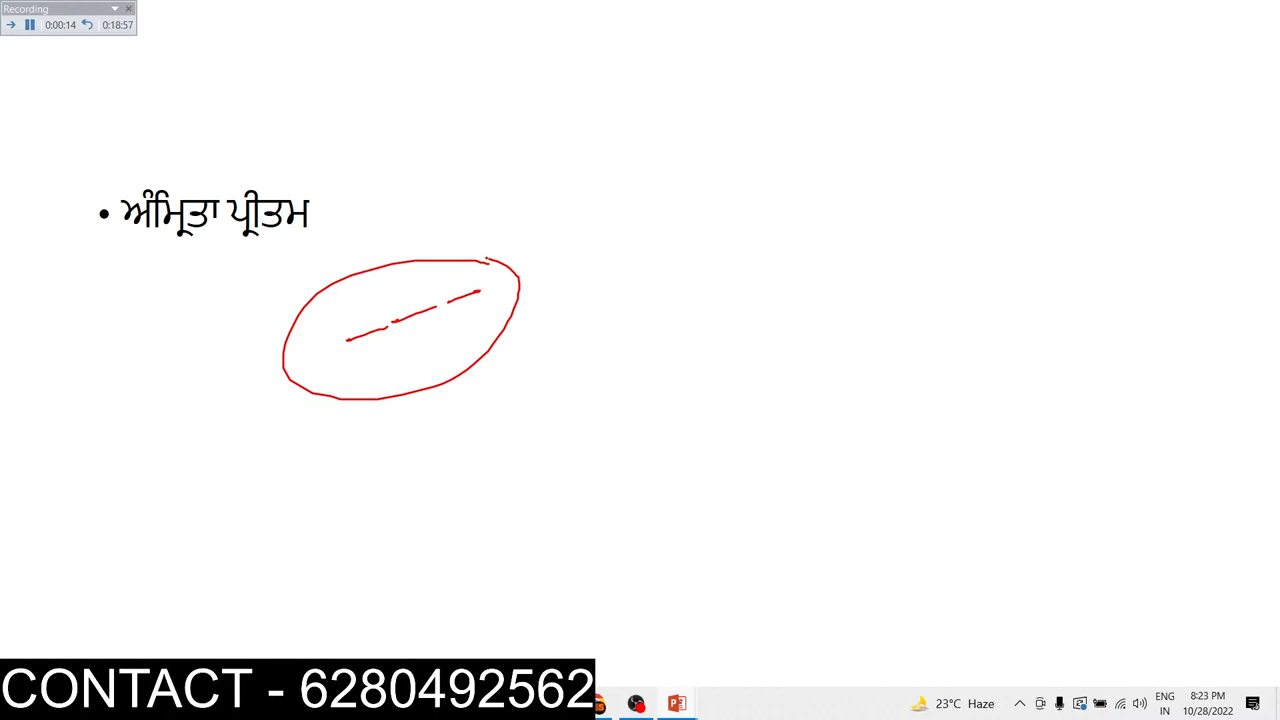 Recording
0:00:14 0:18:57
• ਅੰਮ੍ਰਿਤਾ ਪ੍ਰੀਤਮ
CONTACT - 6280492562
23°C Haze
ENG
IN
8:23 PM
10/28/2022